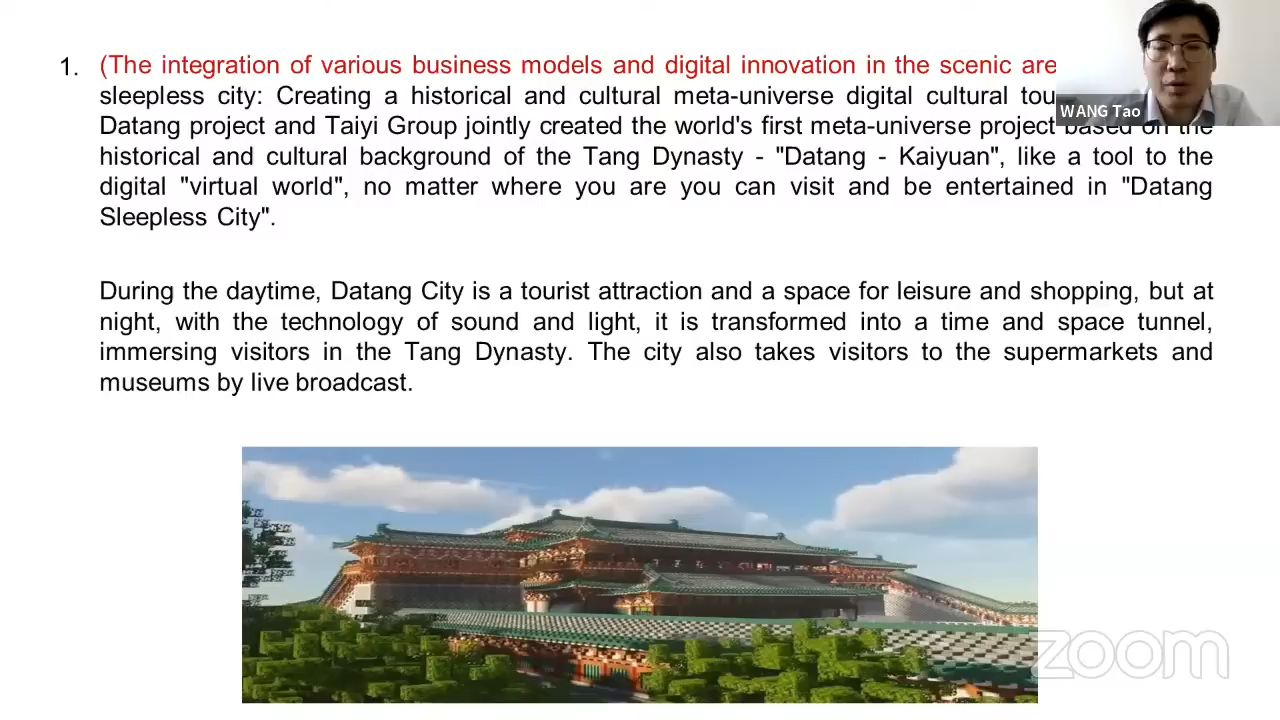 1. (The integration of various business models and digital innovation in the scenic
sleepless city: Creating a historical and cultural meta-universe digital cultural
Datang project and Taiyi Group jointly created the world's first meta-universe project based on the
historical and cultural background of the Tang Dynasty - "Datang - Kaiyuan", like a tool to the
digital "virtual world", no matter where you are you can visit and be entertained in "Datang
Sleepless City".
During the daytime, Datang City is a tourist attraction and a space for leisure and shopping, but at
night, with the technology of sound and light, it is transformed into a time and space tunnel,
immersing visitors in the Tang Dynasty. The city also takes visitors to the supermarkets and
museums by live broadcast.
WANG Tao
zoom